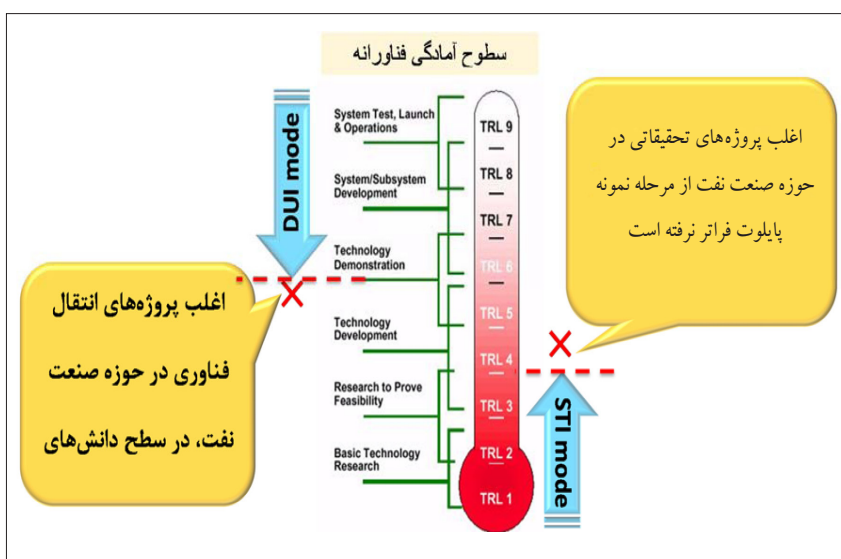 سطوح آمادگی فناورانه
DUI mode
System Test, Launch
& Operations
System/Subsystem
Development
Technology
Demonstration
Technology
Development
Research to Prove
Feasibility
Basic Technology
Research
TRL 9
TRL 8
TRL 7
TRL 6
TRL 5
TRL 4
TRL 3
TRL 2
TRL 1
اغلب پروژه‌های تحقیقاتی در
حوزه صنعت نفت از مرحله نمونه
پایلوت فراتر نرفته است
اغلب پروژه‌های انتقال
فناوری در حوزه صنعت
نفت، در سطح دانش‌های
STI mode